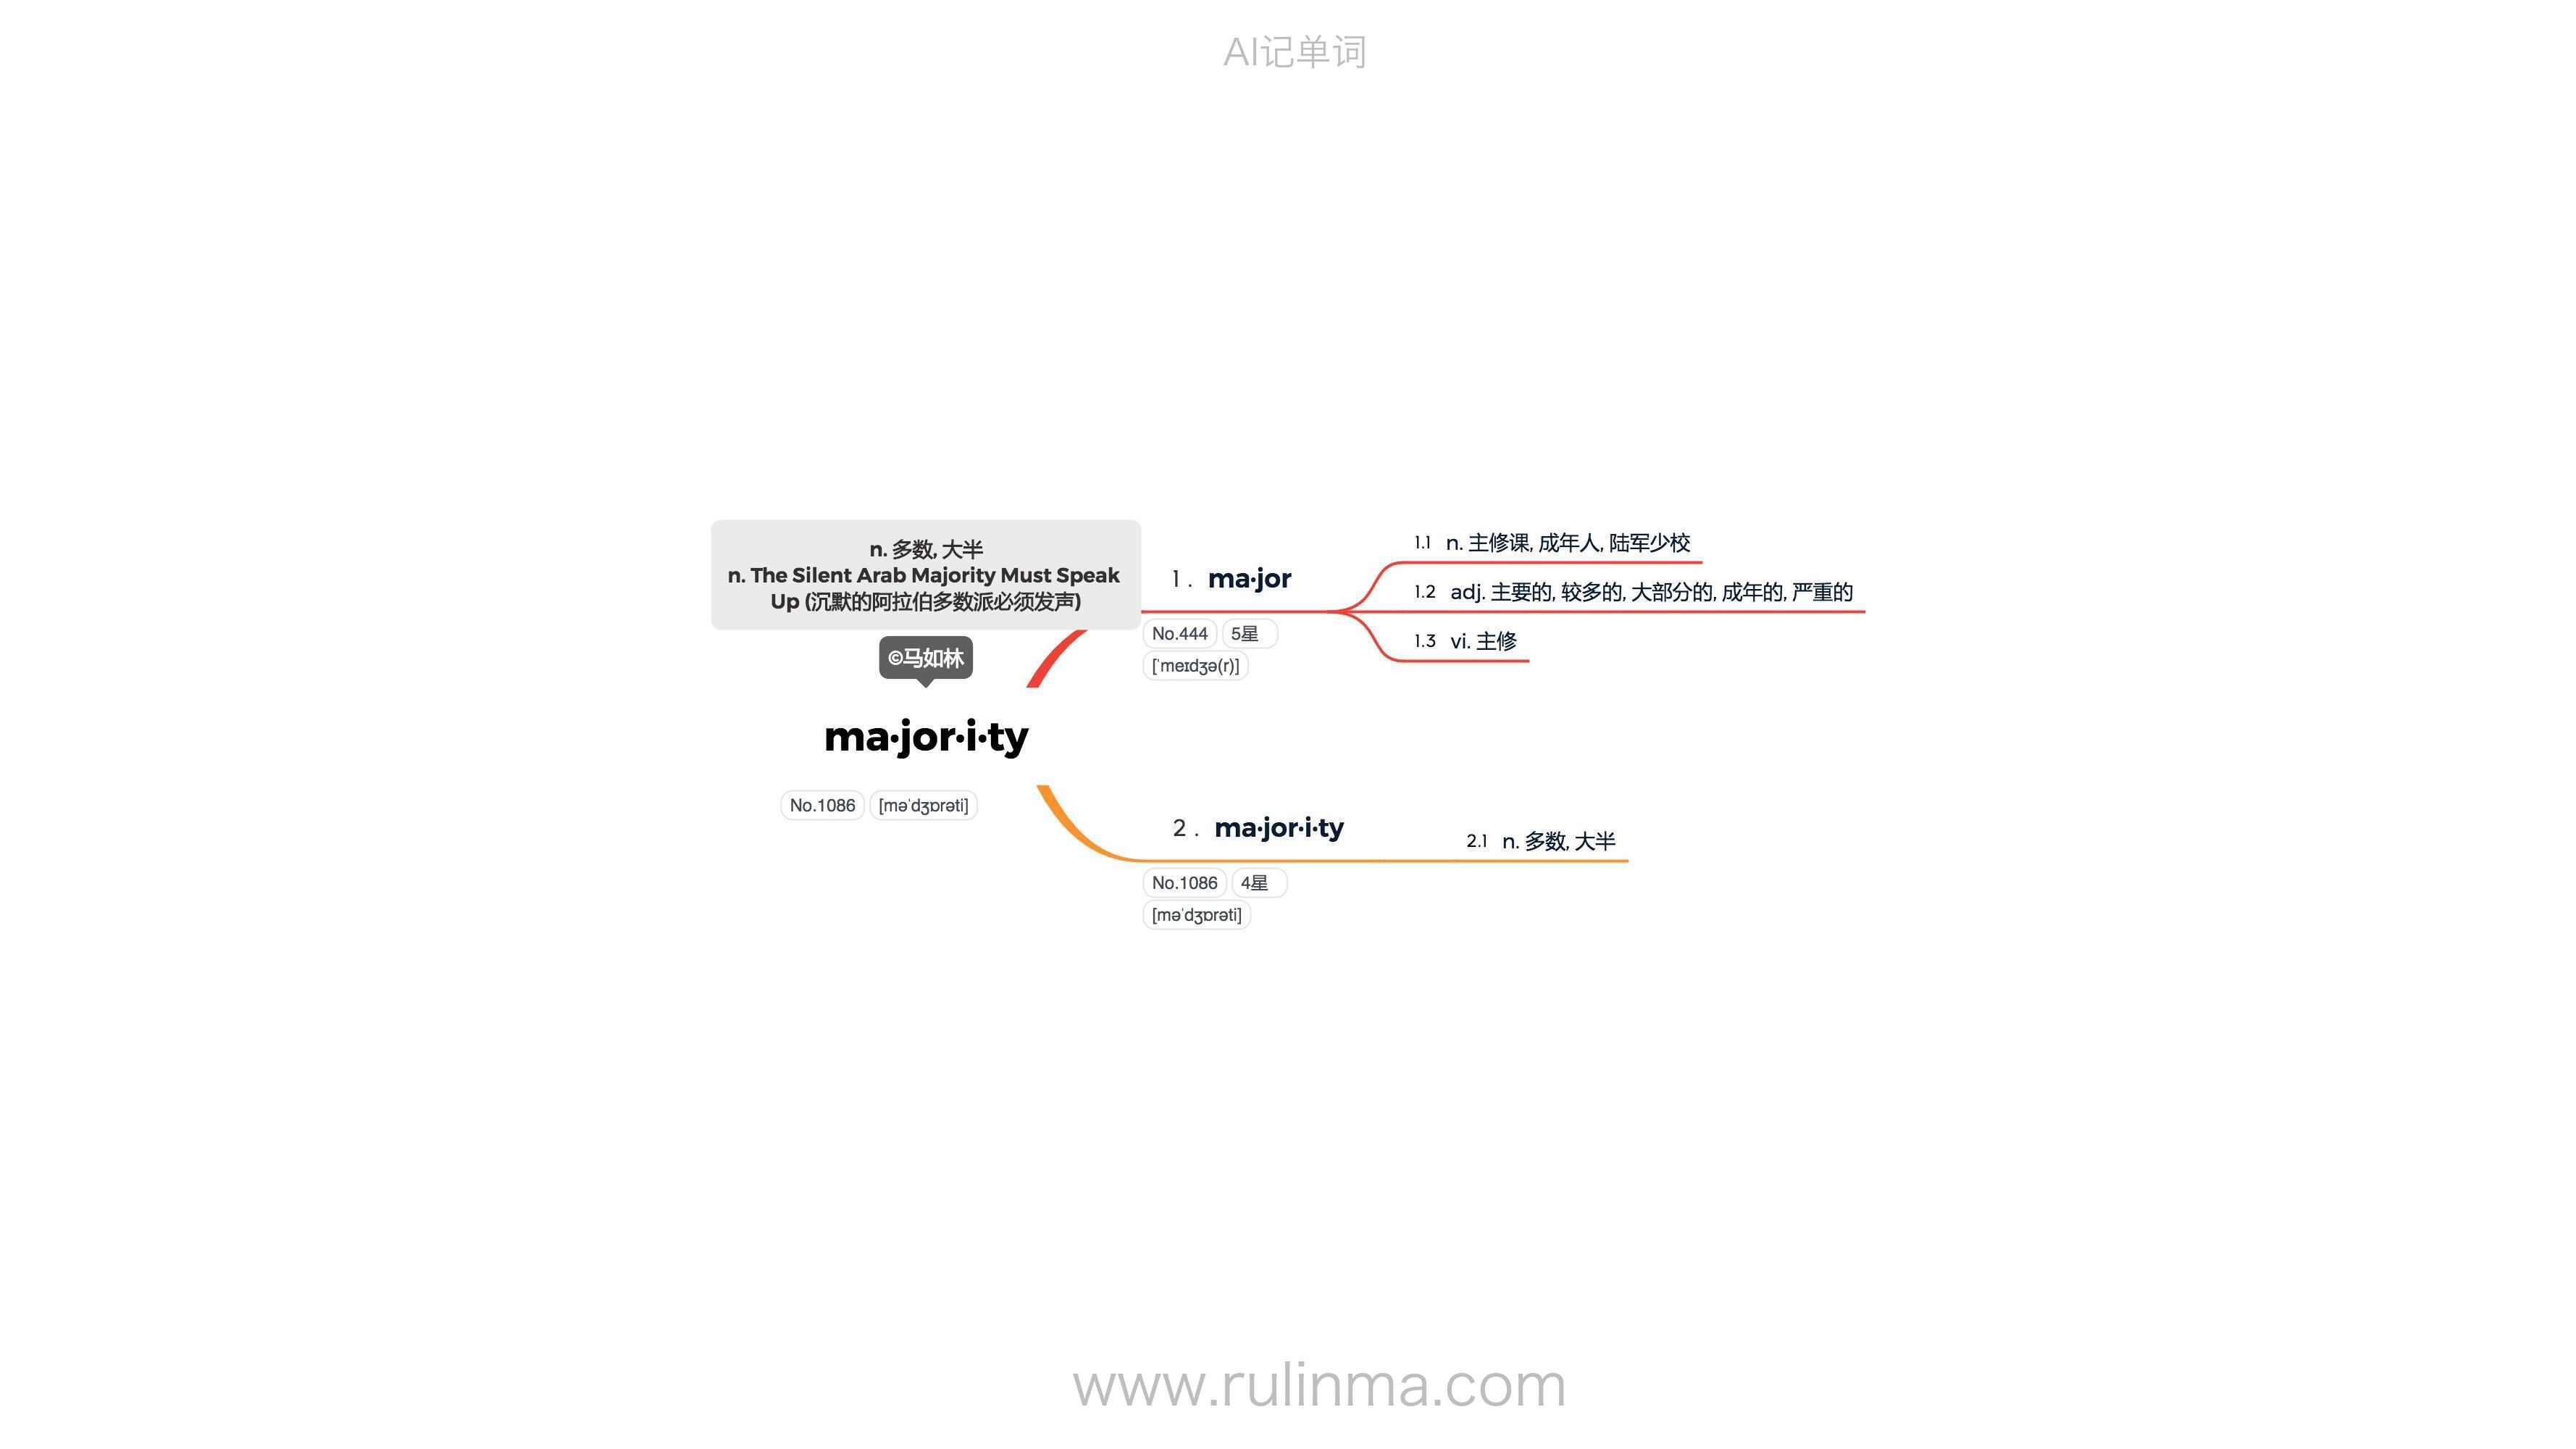 AI记单词
n. 多数, 大半
n. The Silent Arab Majority Must Speak
Up (沉默的阿拉伯多数派必须发声)
©马如林
ma·jor·i·ty
No.1086 [məˈdʒɒrəti]
1 . ma·jor
No.444 5星
[ˈmeɪdʒə(r)]
1.1 n. 主修课, 成年人, 陆军少校
1.2 adj. 主要的, 较多的, 大部分的, 成年的, 严重的
1.3 vi. 主修
2 . ma·jor·i·ty
No.1086 4星
[məˈdʒɒrəti]
2.1 n. 多数, 大半
www.rulinma.com